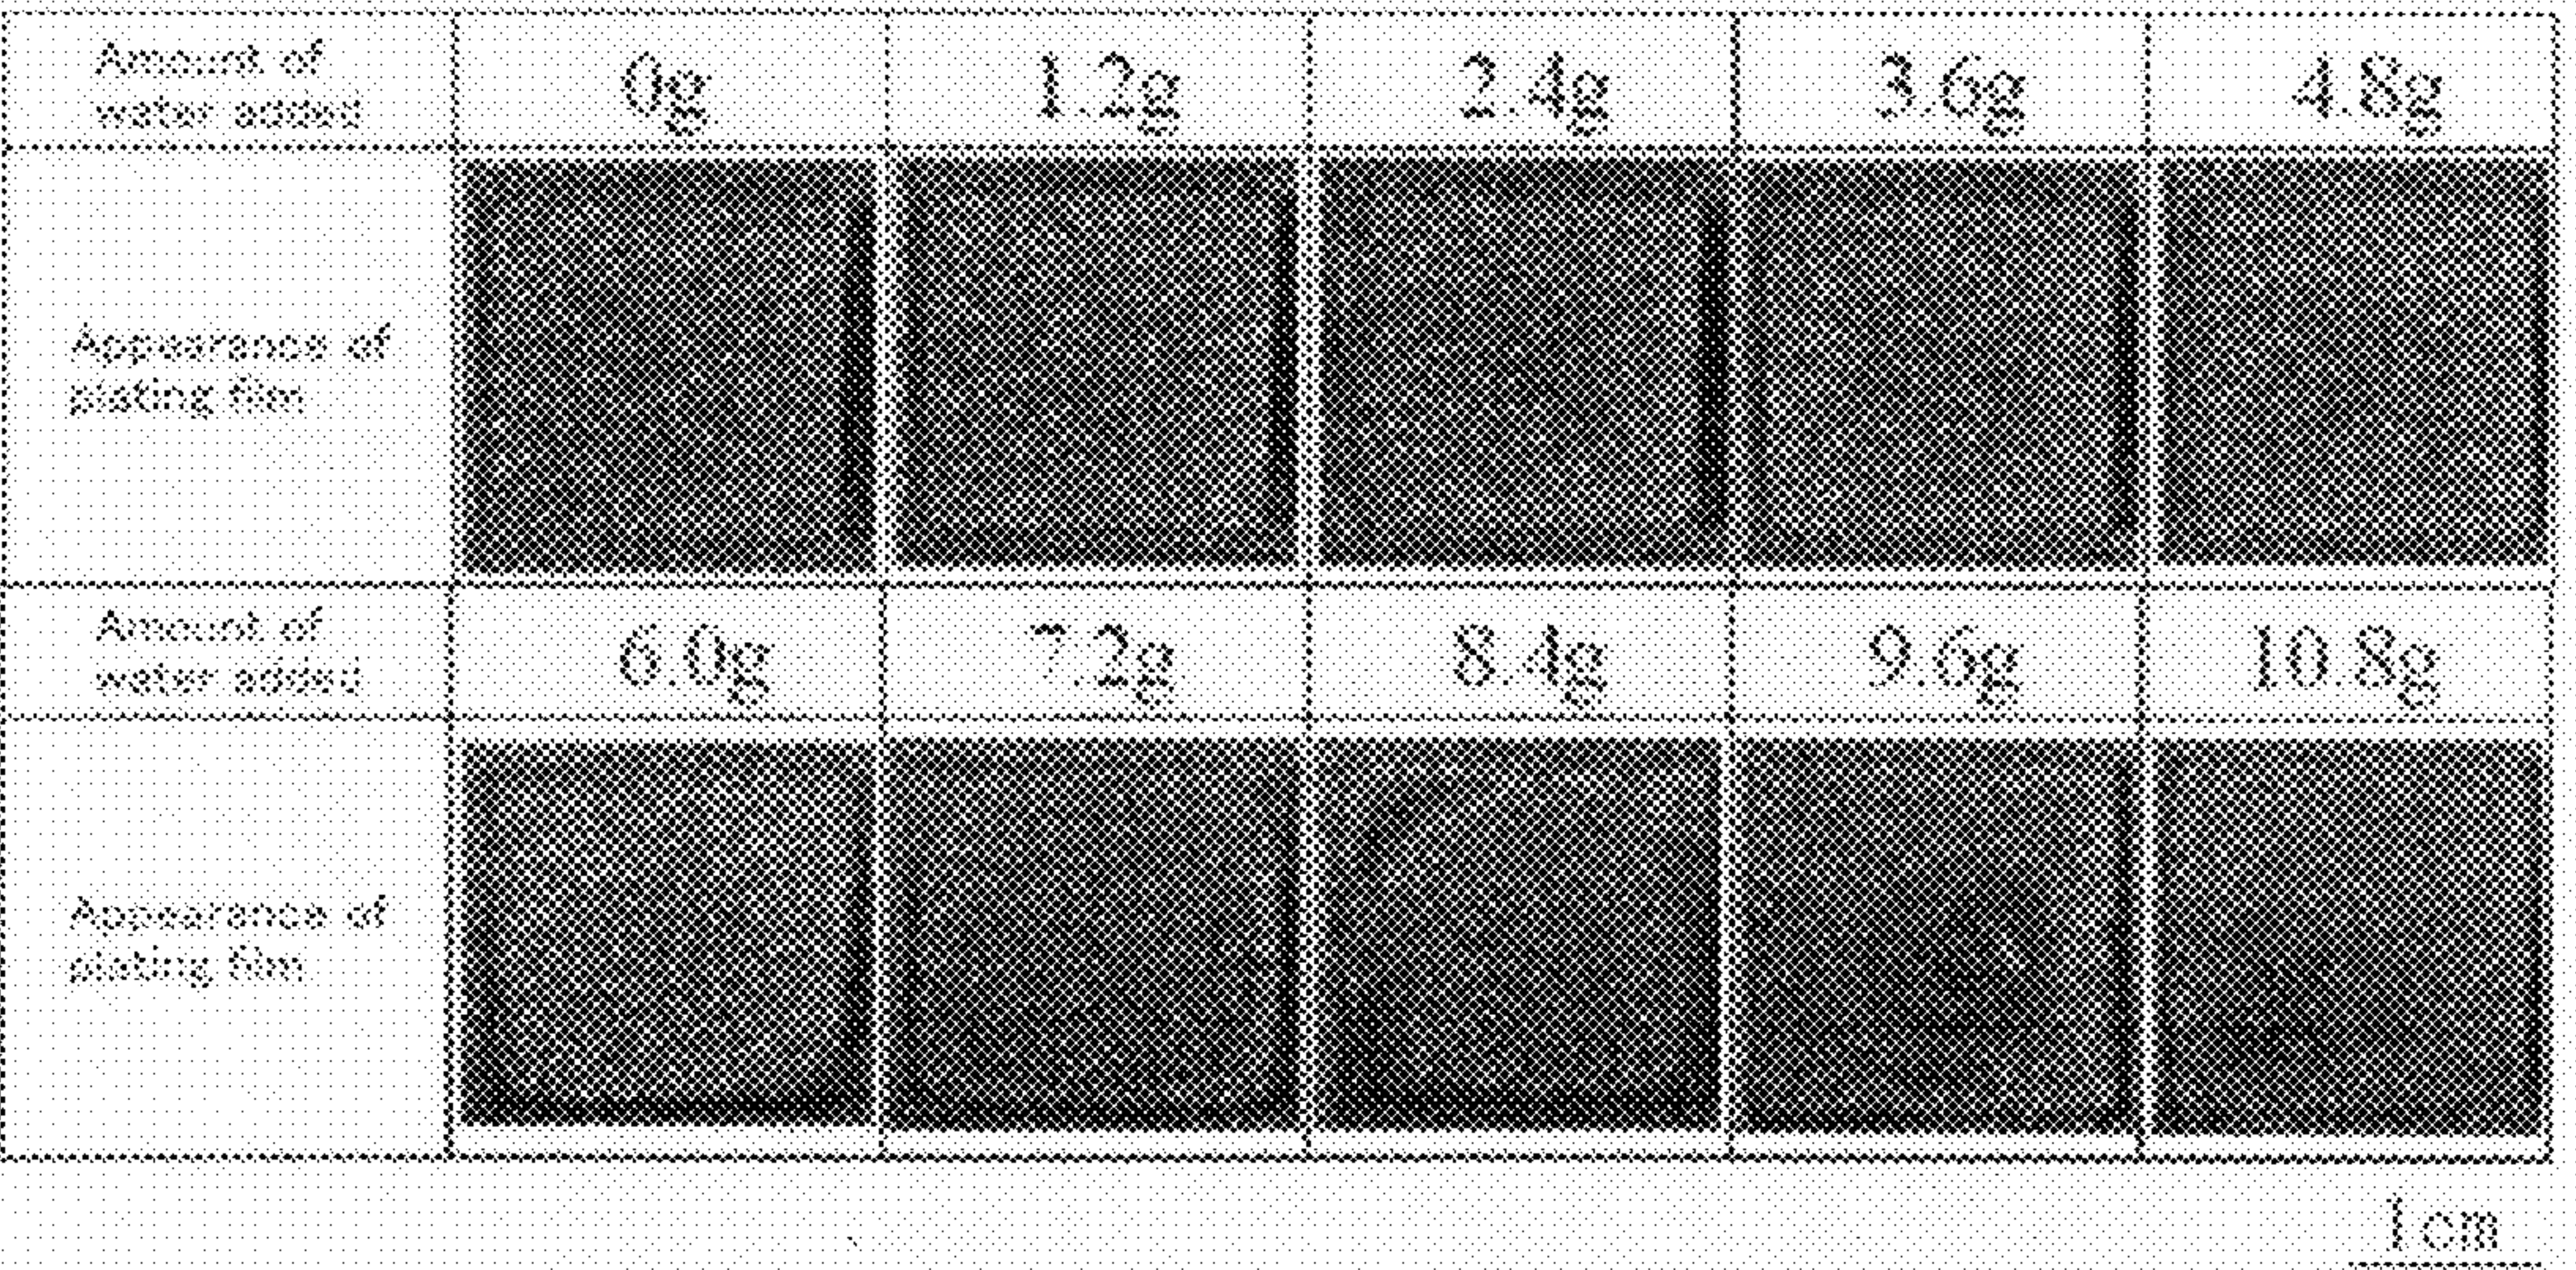 Amount of
water added
0g
1.2g
2.4g
3.6g
4.8g
Appearance of
plating film
Amount of
water added
6.0g
7.2g
8.4g
9.6g
10.8g
Appearance of
plating film
1cm